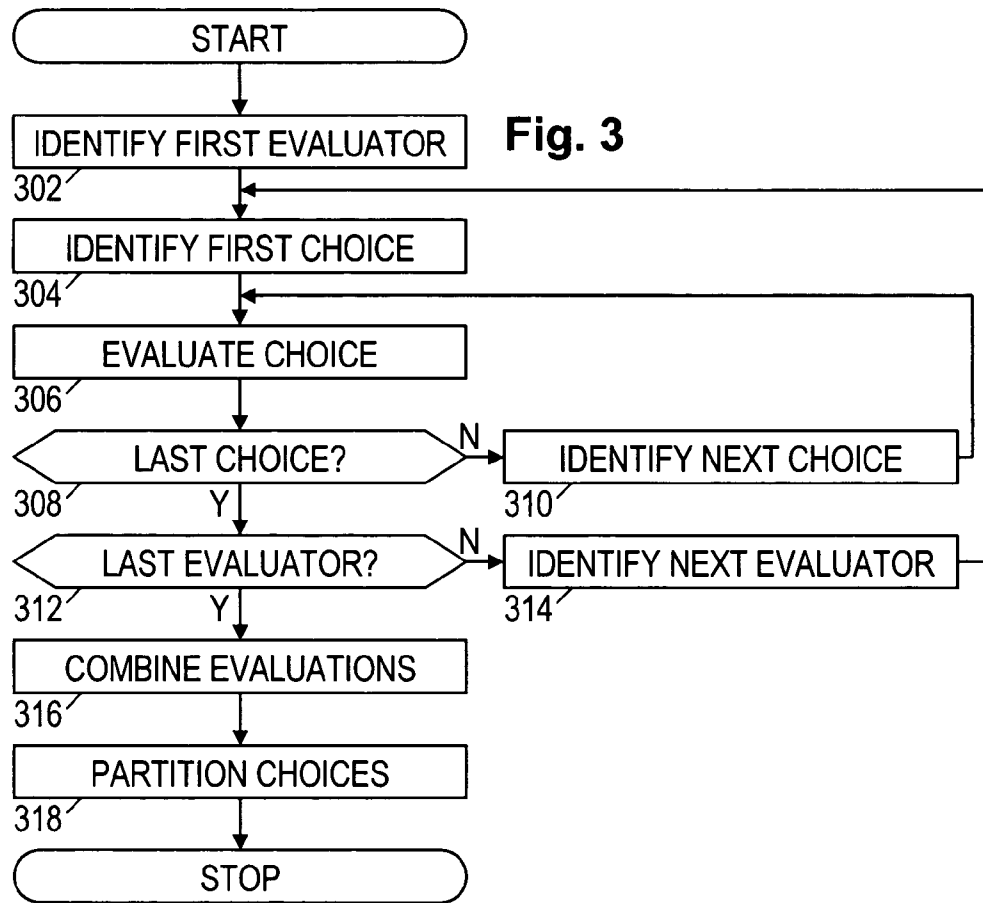 START
Fig. 3
IDENTIFY FIRST EVALUATOR
302
IDENTIFY FIRST CHOICE
304
EVALUATE CHOICE
306
LAST CHOICE?
N
IDENTIFY NEXT CHOICE
308
Y
310
LAST EVALUATOR?
N
IDENTIFY NEXT EVALUATOR
312
Y
314
COMBINE EVALUATIONS
316
PARTITION CHOICES
318
STOP